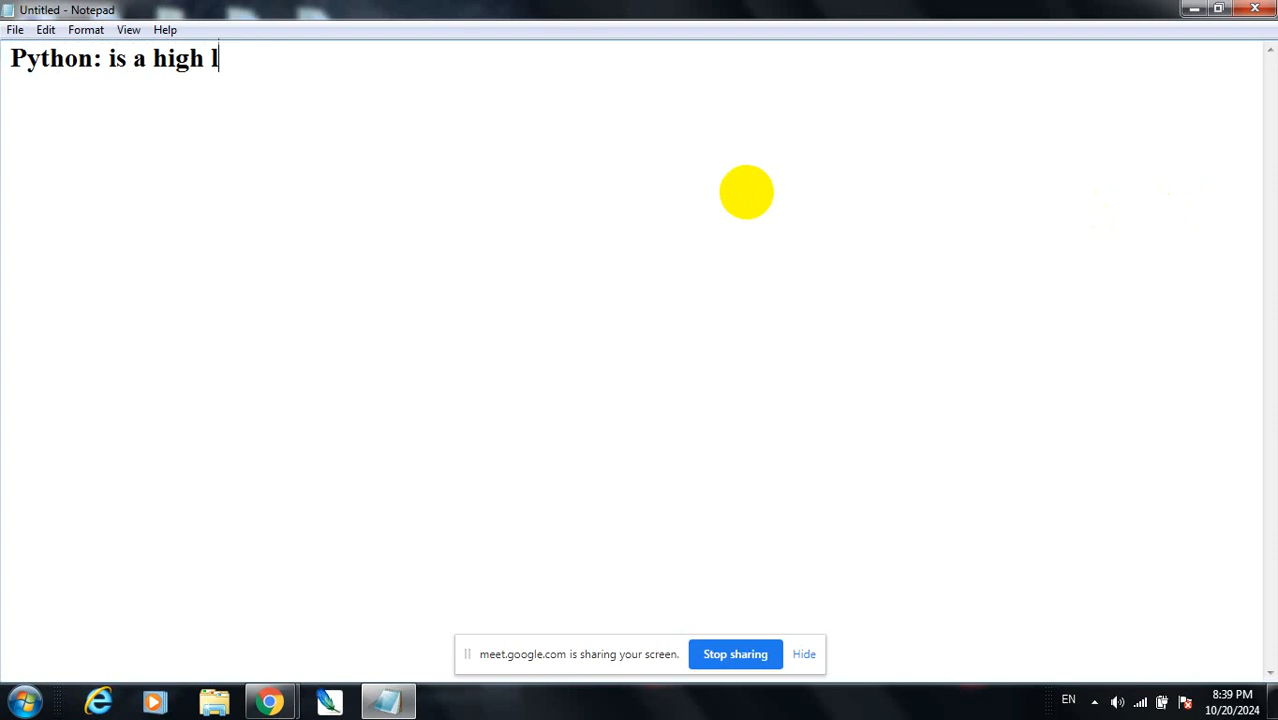 Untitled - Notepad
File Edit Format View Help
Python: is a high l
meet.google.com is sharing your screen. Stop sharing Hide
EN
8:39 PM
10/20/2024